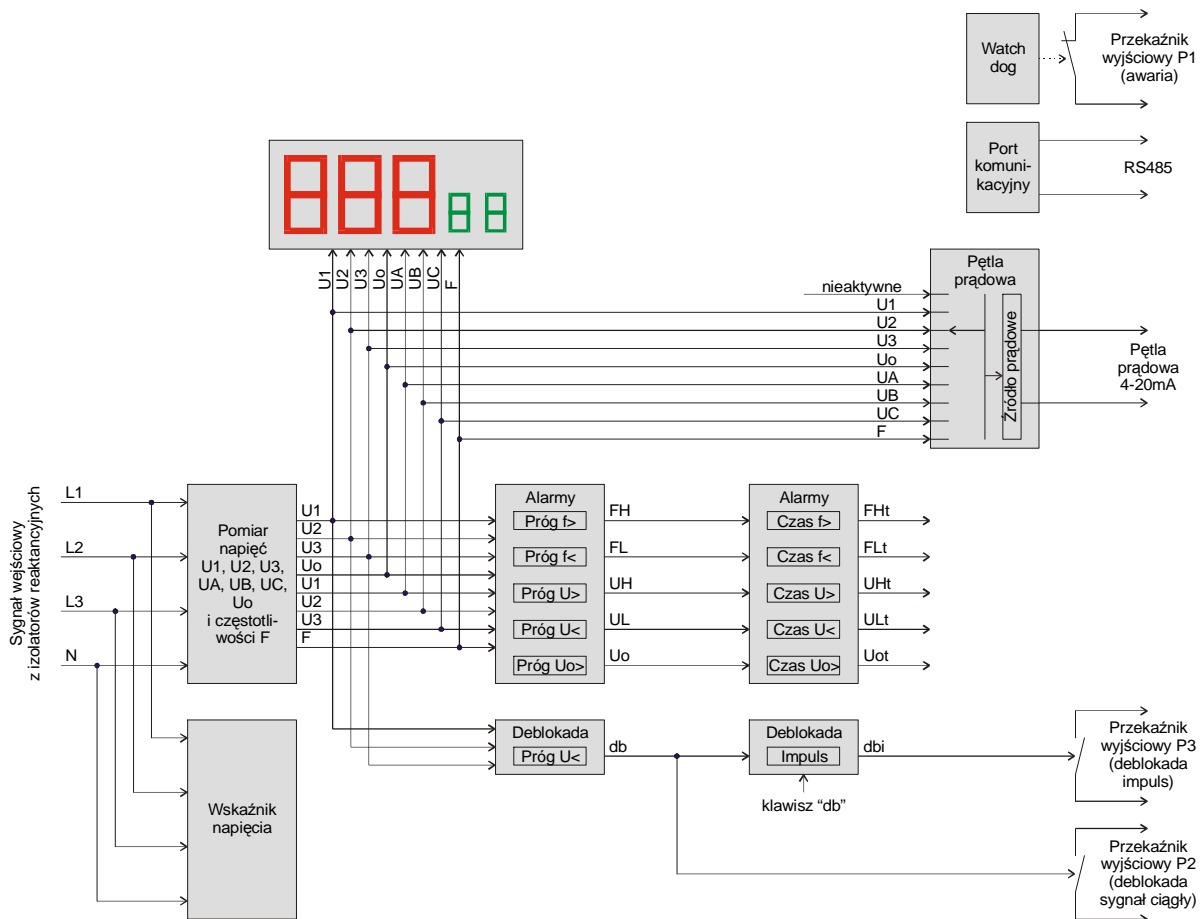 Watch
dog
Przekaźnik
wyjściowy P1
(awaria)
Port
komuni-
kacyjny
RS485
U1
U2
U3
Uo
UA
UB
UC
F
Pętla
prądowa
nieaktywne
U1
U2
U3
Uo
UA
UB
UC
F
Źródło prądowe
Pętla
prądowa
4-20mA
Sygnał wejściowy
z izolatorów reaktancyjnych
L1
L2
L3
N
Pomiar
napięć
U1, U2, U3,
UA, UB, UC,
Uo
i częstotli-
wości F
U1
U2
U3
Uo
U1
U2
U3
F
Alarmy
Próg f>
Próg f<
Próg U>
Próg U<
Próg Uo>
FH
FL
UH
UL
Uo
Alarmy
Czas f>
Czas f<
Czas U>
Czas U<
Czas Uo>
FHt
FLt
UHt
ULt
Uot
Wskaźnik
napięcia
Deblokada
Próg U<
db
Deblokada
Impuls
dbi
klawisz “db”
Przekaźnik
wyjściowy P3
(deblokada
impuls)
Przekaźnik
wyjściowy P2
(deblokada
sygnał ciągły)